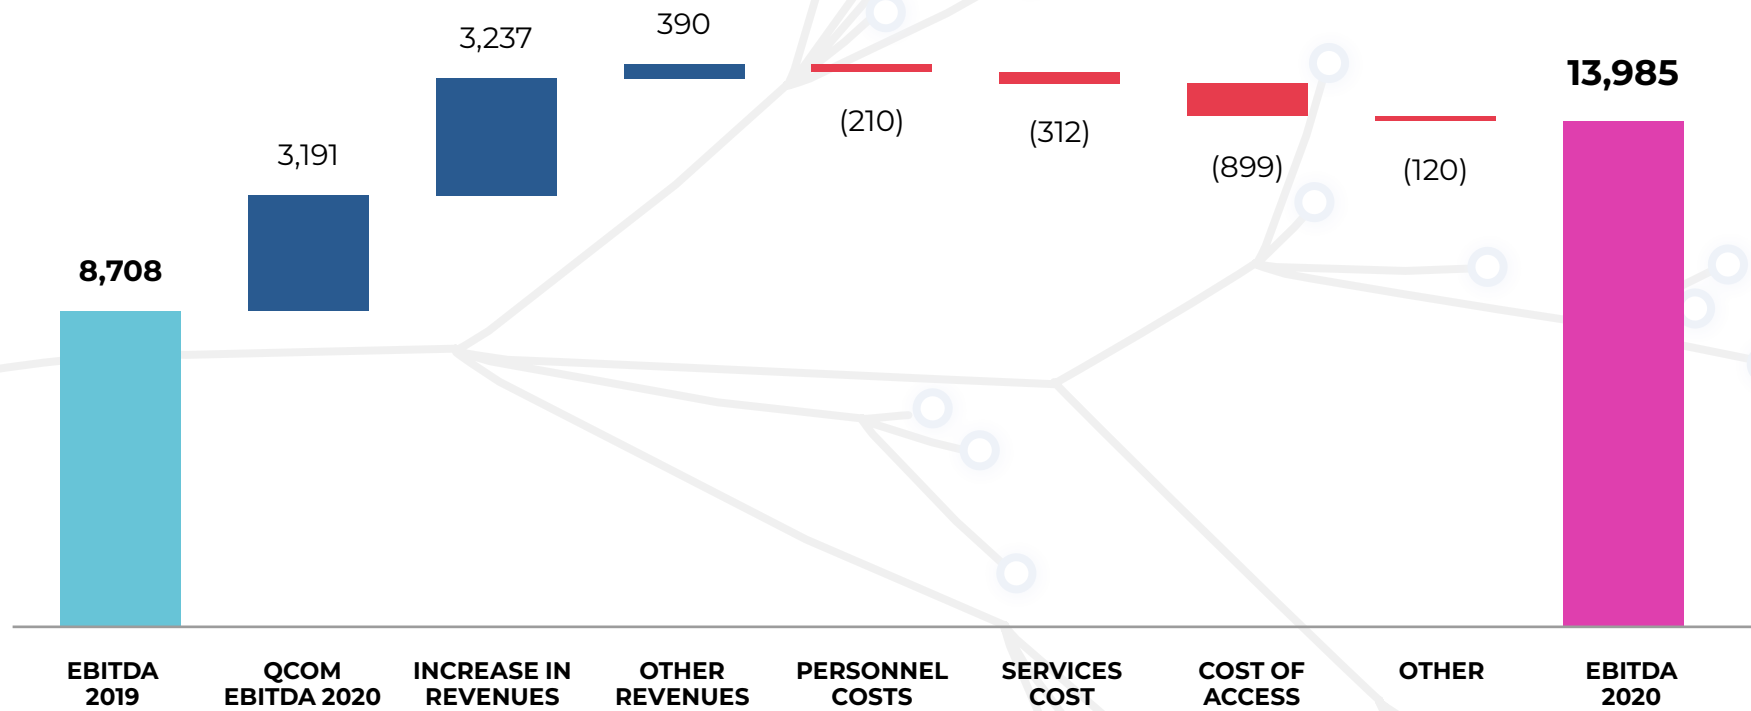 8,708
3,191
3,237
390
(210)
(312)
(899)
(120)
13,985
EBITDA
2019
QCOM
EBITDA 2020
INCREASE IN
REVENUES
OTHER
REVENUES
PERSONNEL
COSTS
SERVICES
COST
COST OF
ACCESS
OTHER
EBITDA
2020